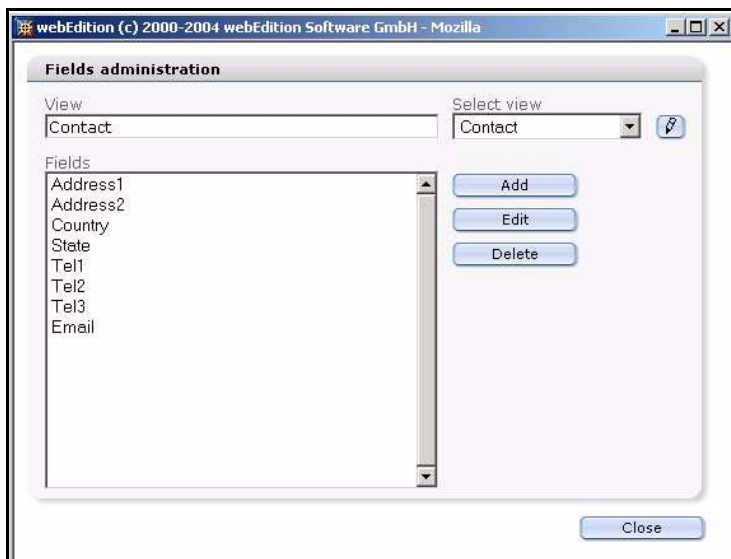 webEdition (c) 2000-2004 webEdition Software GmbH - Mozilla
Fields administration
View
Select view
Contact
Contact
Fields
Address1
Address2
Country
State
Tel1
Tel2
Tel3
Email
Add
Edit
Delete
Close